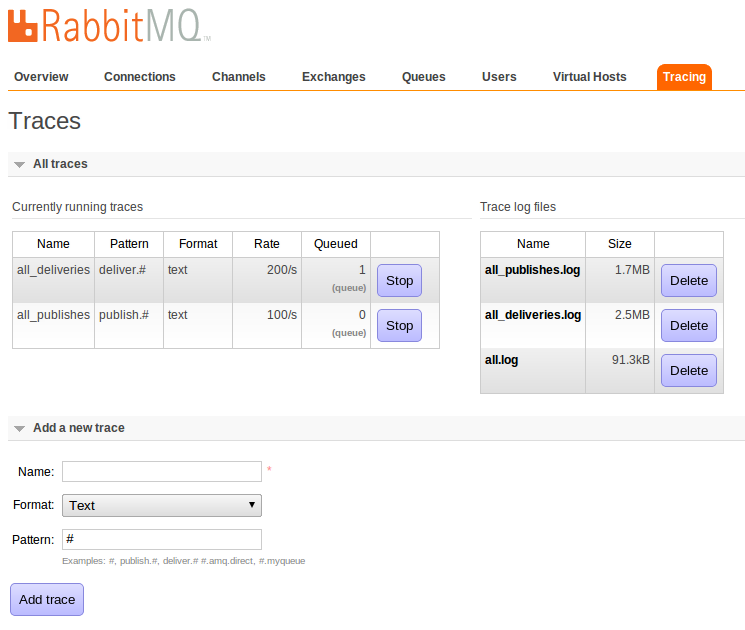 RabbitMQ™
Overview Connections Channels Exchanges Queues Users Virtual Hosts Tracing
Traces
All traces
Currently running traces
Name Pattern Format Rate Queued
all_deliveries deliver.# text 200/s 1 (queue) Stop
all_publishes publish.# text 100/s 0 (queue) Stop
Trace log files
Name Size
all_publishes.log 1.7MB Delete
all_deliveries.log 2.5MB Delete
all.log 91.3kB Delete
Add a new trace
Name: *
Format: Text
Pattern: #
Examples: #, publish.#, deliver.# #.amq.direct, #.myqueue
Add trace